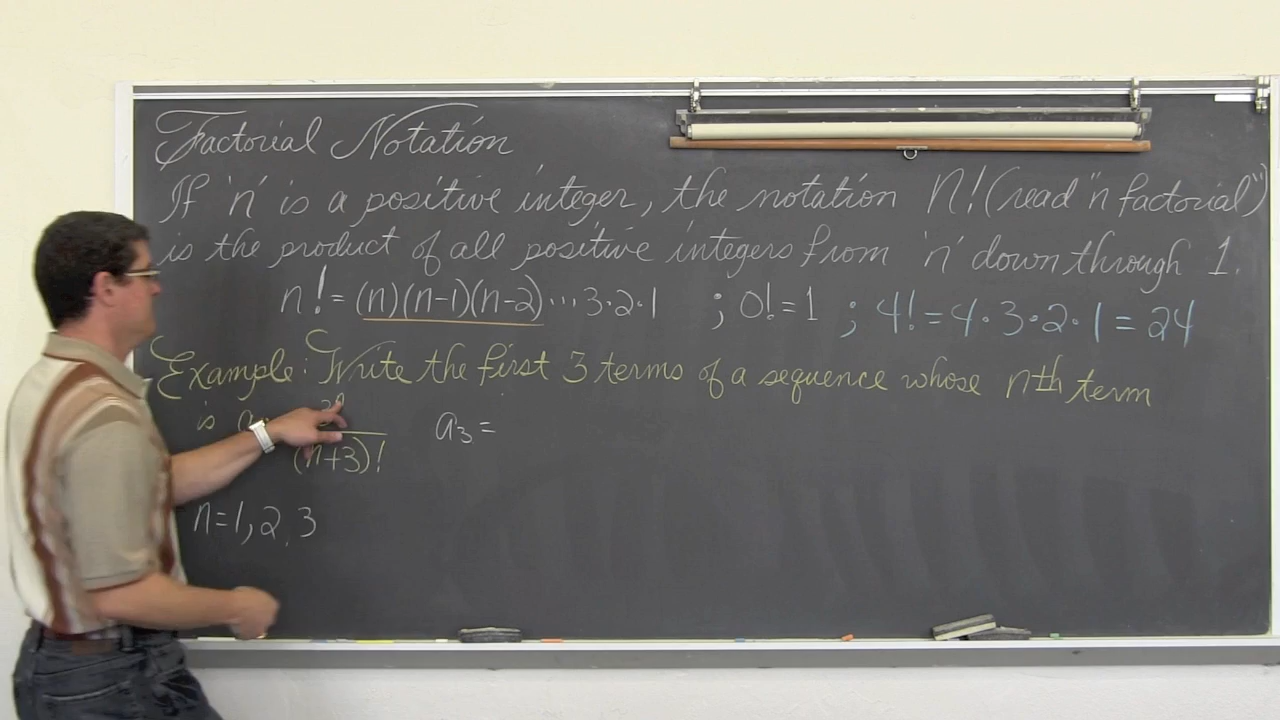 Factorial Notation
If 'n' is a positive integer, the notation n! (read "n factorial")
is the product of all positive integers from 'n' down through 1.
n! = (n)(n-1)(n-2)...3·2·1 ; 0! = 1 ; 4! = 4·3·2·1 = 24
Example: Write the first 3 terms of a sequence whose nth term
is a
(n+3)!
a₃ =
n=1, 2, 3